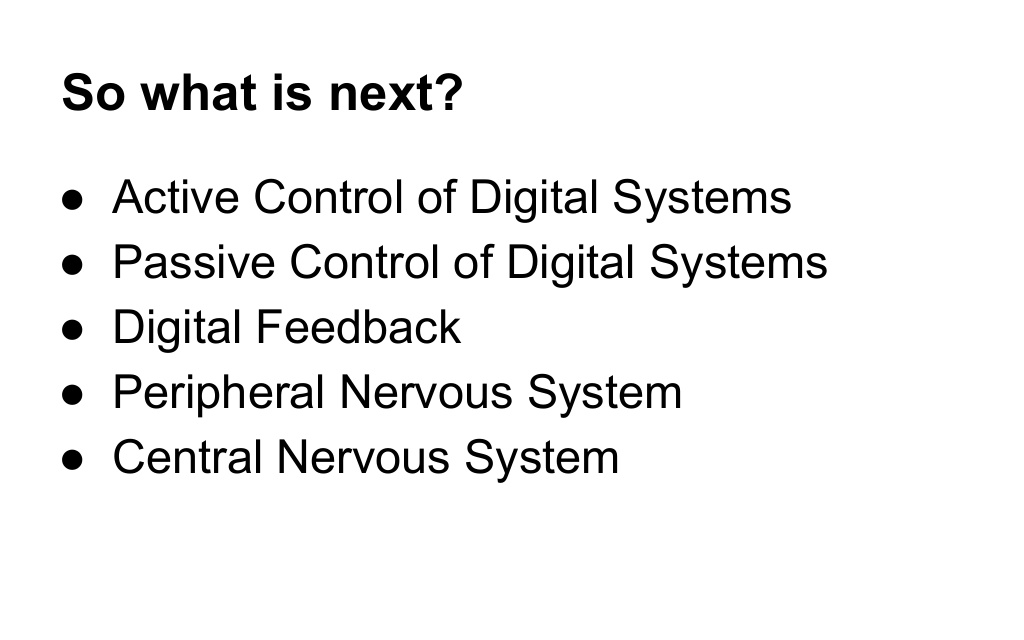 So what is next?
● Active Control of Digital Systems
● Passive Control of Digital Systems
● Digital Feedback
● Peripheral Nervous System
● Central Nervous System